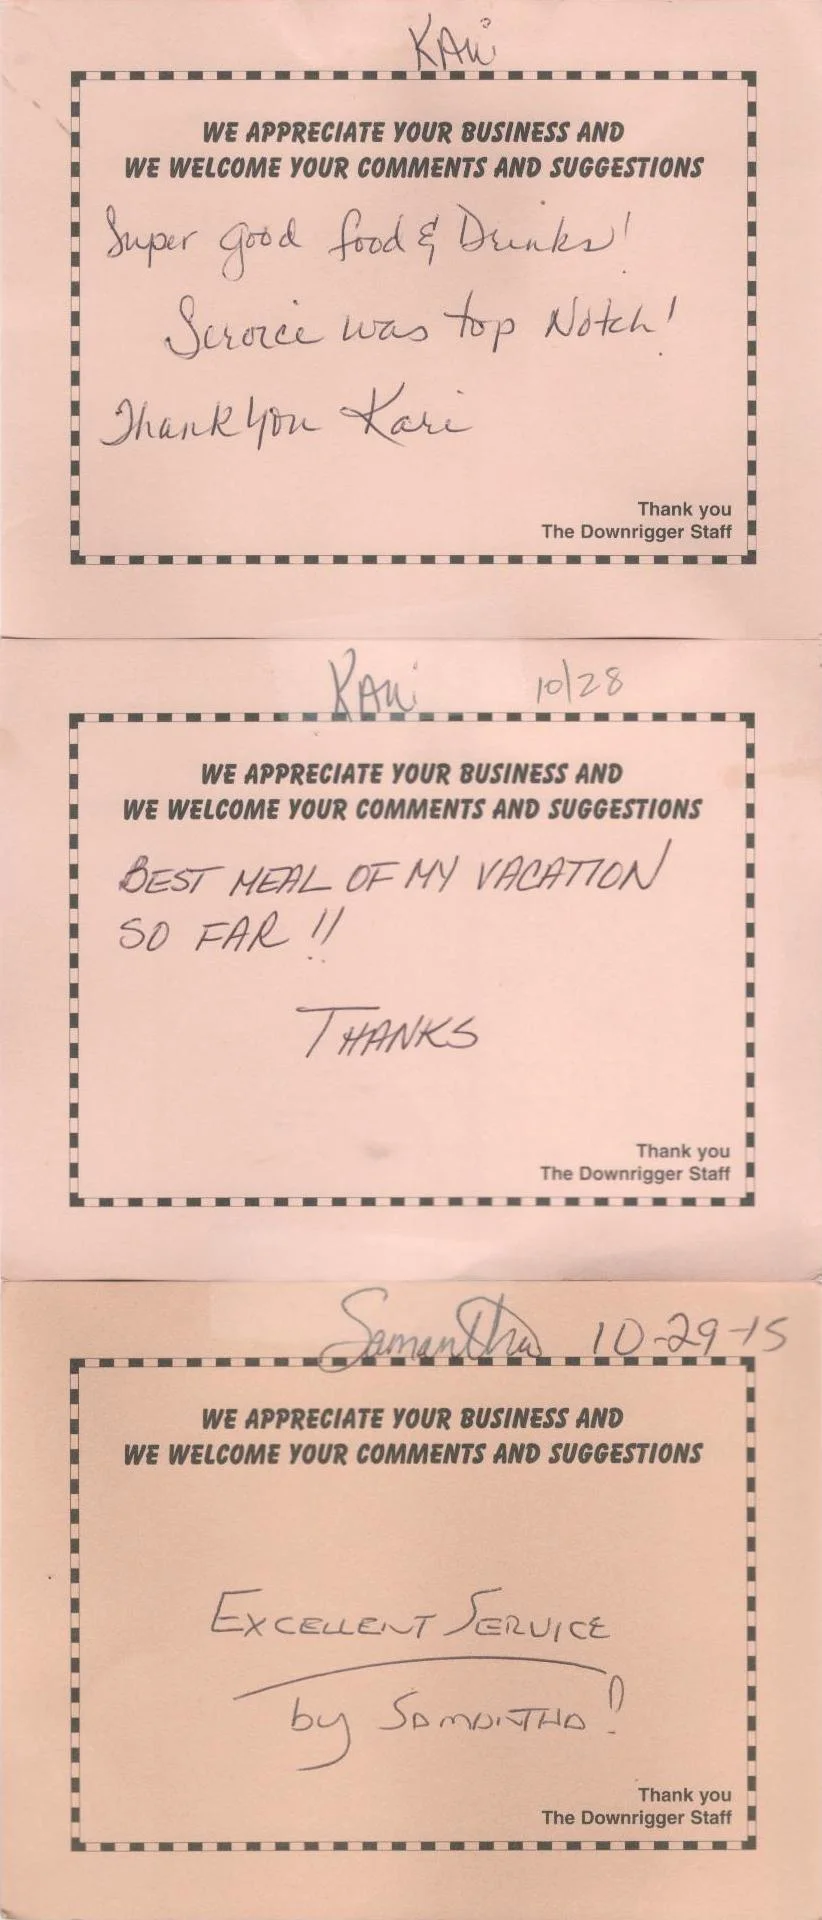 KARI
WE APPRECIATE YOUR BUSINESS AND
WE WELCOME YOUR COMMENTS AND SUGGESTIONS
Super good food & Drinks!
Service was top Notch!
Thank you Kari
Thank you
The Downrigger Staff
KARI 10/28
WE APPRECIATE YOUR BUSINESS AND
WE WELCOME YOUR COMMENTS AND SUGGESTIONS
BEST MEAL OF MY VACATION
SO FAR !!
THANKS
Thank you
The Downrigger Staff
Samantha 10-29-15
WE APPRECIATE YOUR BUSINESS AND
WE WELCOME YOUR COMMENTS AND SUGGESTIONS
EXCELLENT SERVICE
by SAMANTHA!
Thank you
The Downrigger Staff